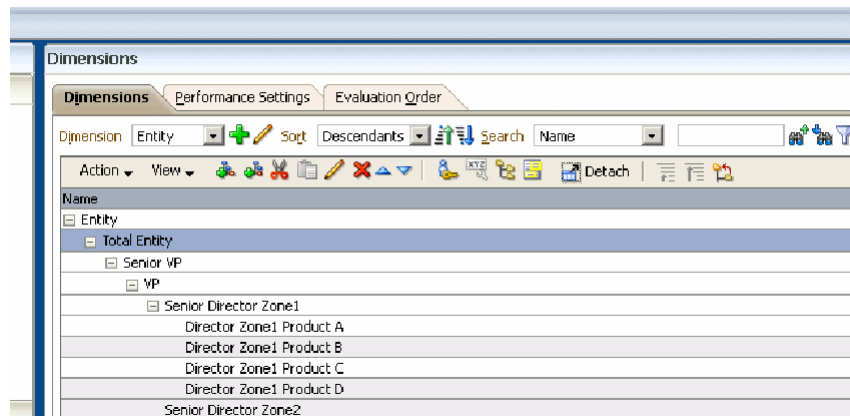 Dimensions
Dimensions Performance Settings Evaluation Order
Dimension Entity Sort Descendants Search Name
Action View XYZ Detach
Name
Entity
Total Entity
Senior VP
VP
Senior Director Zone1
Director Zone1 Product A
Director Zone1 Product B
Director Zone1 Product C
Director Zone1 Product D
Senior Director Zone2